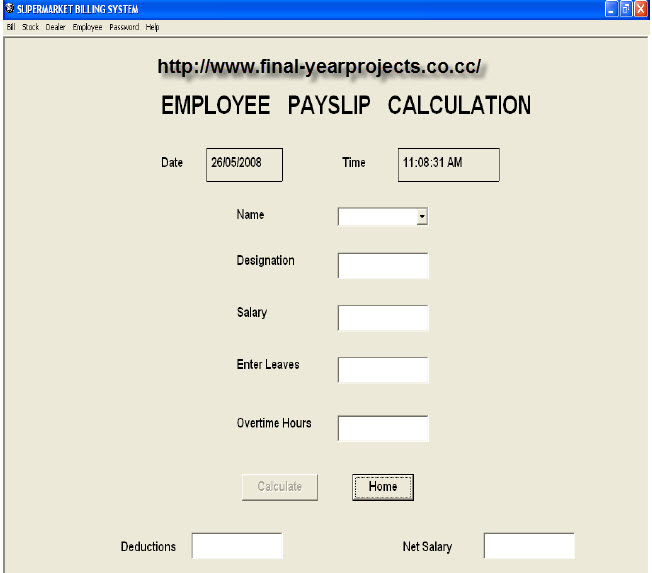 SUPERMARKET BILLING SYSTEM
Bill Stock Dealer Employee Password Help
http://www.final-yearprojects.co.cc/
EMPLOYEE PAYSLIP CALCULATION
Date 26/05/2008 Time 11:08:31 AM
Name
Designation
Salary
Enter Leaves
Overtime Hours
Calculate Home
Deductions Net Salary